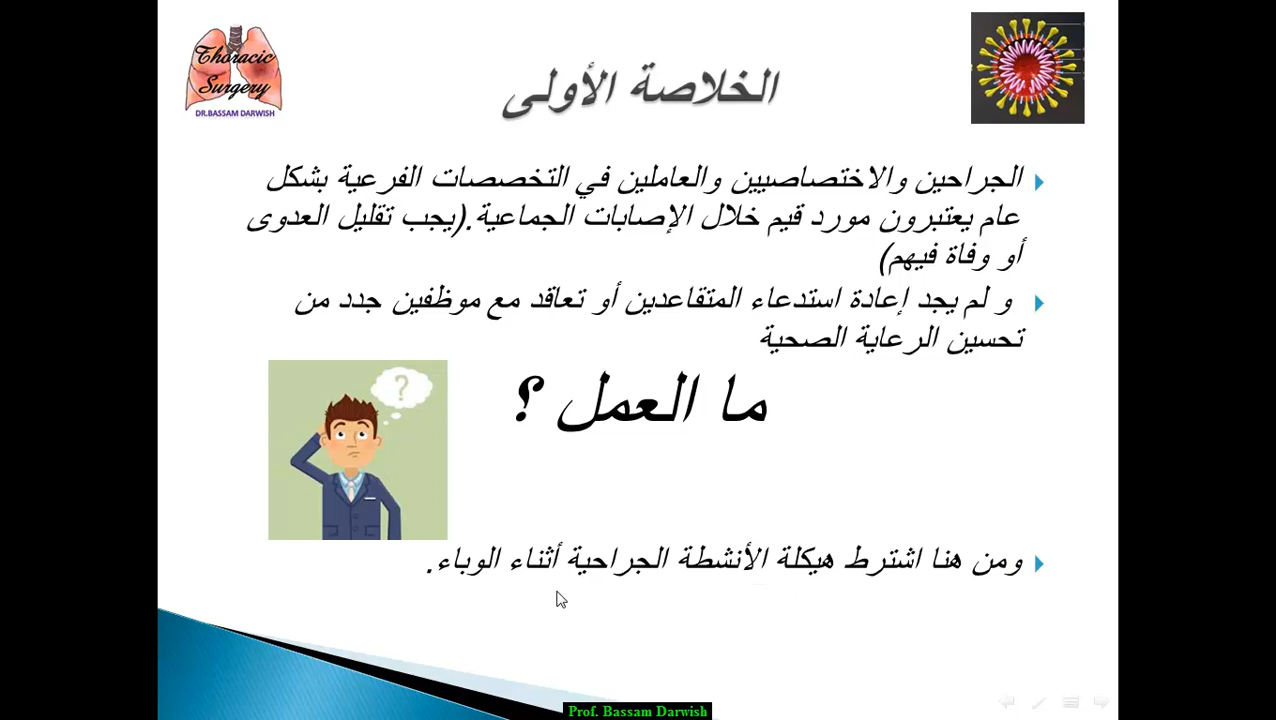 Thoracic
Surgery
DR.BASSAM DARWISH
الخلاصة الأولى
الجراحين والاختصاصيين والعاملين في التخصصات الفرعية بشكل
عام يعتبرون مورد قيم خلال الإصابات الجماعية.(يجب تقليل العدوى
أو وفاة فيهم)
و لم يجد إعادة استدعاء المتقاعدين أو تعاقد مع موظفين جدد من
تحسين الرعاية الصحية
ما العمل ؟
?
ومن هنا اشترط هيكلة الأنشطة الجراحية أثناء الوباء.
Prof. Bassam Darwish